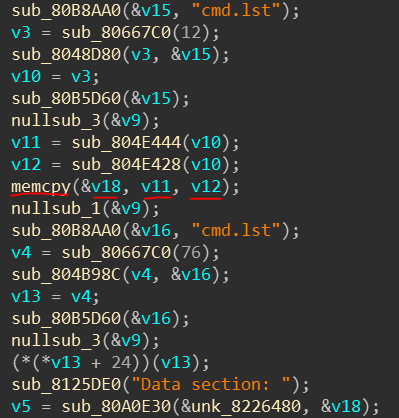 sub_80B8AA0(&v15, "cmd.lst");
v3 = sub_80667C0(12);
sub_8048D80(v3, &v15);
v10 = v3;
sub_80B5D60(&v15);
nullsub_3(&v9);
v11 = sub_804E444(v10);
v12 = sub_804E428(v10);
memcpy(&v18, v11, v12);
nullsub_1(&v9);
sub_80B8AA0(&v16, "cmd.lst");
v4 = sub_80667C0(76);
sub_804B98C(v4, &v16);
v13 = v4;
sub_80B5D60(&v16);
nullsub_3(&v9);
(*(*v13 + 24))(v13);
sub_8125DE0("Data section: ");
v5 = sub_80A0E30(&unk_8226480, &v18);